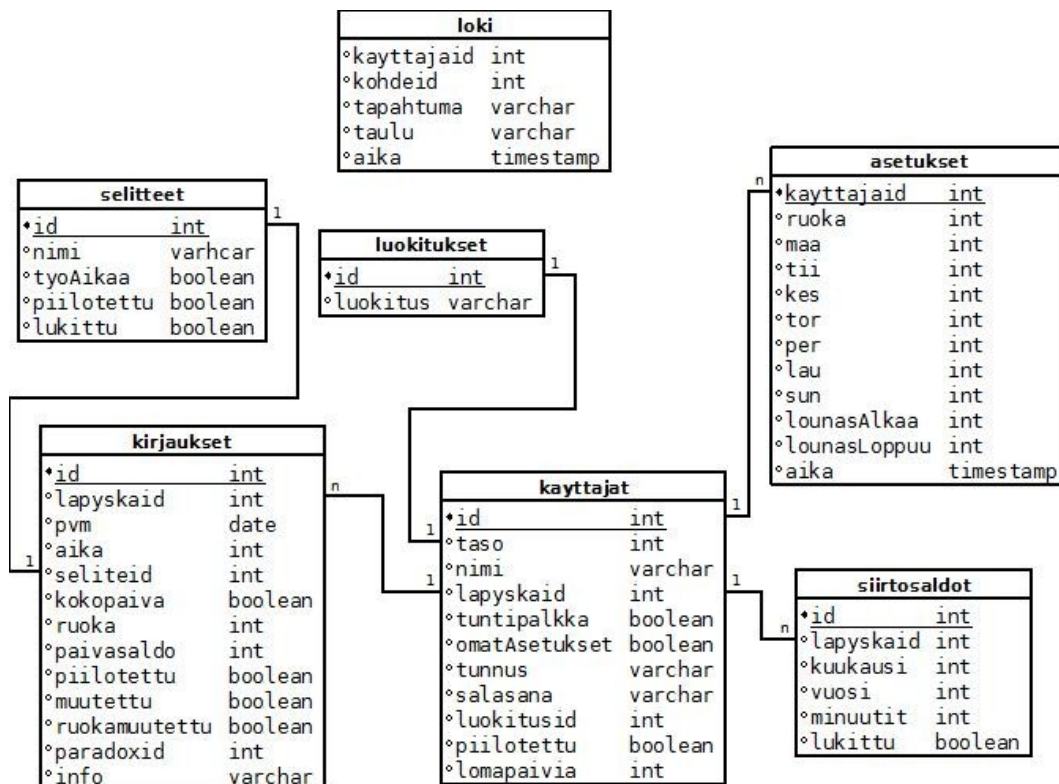 loki
kayttajaid int
kohdeid int
tapahtuma varchar
taulu varchar
aika timestamp
selitteet
id int
nimi varhcar
tyoAikaa boolean
piilotettu boolean
lukittu boolean
1
luokitukset
id int
luokitus varchar
1
asetukset
n
kayttajaid int
ruoka int
maa int
tii int
kes int
tor int
per int
lau int
sun int
lounasAlkaa int
lounasLoppuu int
aika timestamp
kirjaukset
id int
lapyskaid int
pvm date
aika int
seliteid int
kokopaiva boolean
ruoka int
paivasaldo int
piilotettu boolean
muutettu boolean
ruokamuutettu boolean
paradoxid int
info varchar
1
n
kayttajat
id int
taso int
nimi varchar
lapyskaid int
tuntipalkka boolean
omatAsetukset boolean
tunnus varchar
salasana varchar
luokitusid int
piilotettu boolean
lomapaivia int
1
1
1
1
siirtosaldot
n
id int
lapyskaid int
kuukausi int
vuosi int
minuutit int
lukittu boolean